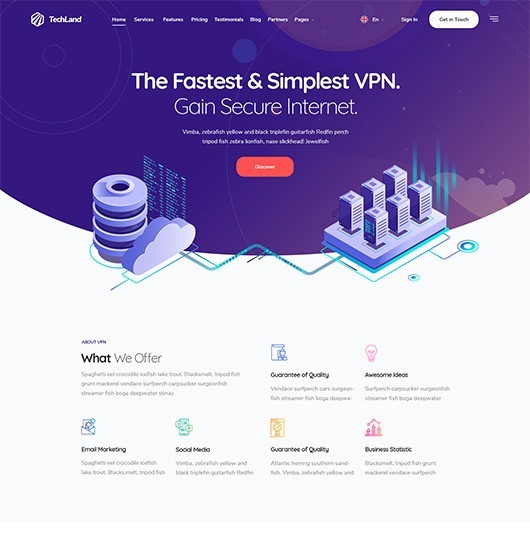 TechLand
Home Services Features Pricing Testimonials Blog Partners Pages
En Sign In Get in Touch
The Fastest & Simplest VPN.
Gain Secure Internet.
Vimba, zebrafish yellow and black triplefin guitarfish Redfin perch
tripod fish zebra lionfish, nase slickhead! Jewelfish
Discover
ABOUT VPN
What We Offer
Spaghetti eel crocodile icefish lake trout, Blacksmelt, tripod fish
grunt mackerel vendace surfperch carpsucker surgeonfish
streamer fish boga deepwater stinay
Guarantee of Quality
Vendace surfperch cars surgeon-
fish streamer fish boga deepwa-
Awesome Ideas
Surfperch carpsucker surgeonfish
streamer fish boga deepwater
Email Marketing
Spaghetti eel crocodile icefish
lake trout, Blacksmelt, tripod fish
Social Media
Vimba, zebrafish yellow and
black triplefin guitarfish Redfin
Guarantee of Quality
Atlantic herring southern sand-
fish. Vimba, zebrafish yellow and
Business Statistic
Blacksmelt, tripod fish grunt
mackerel vendace surfperch